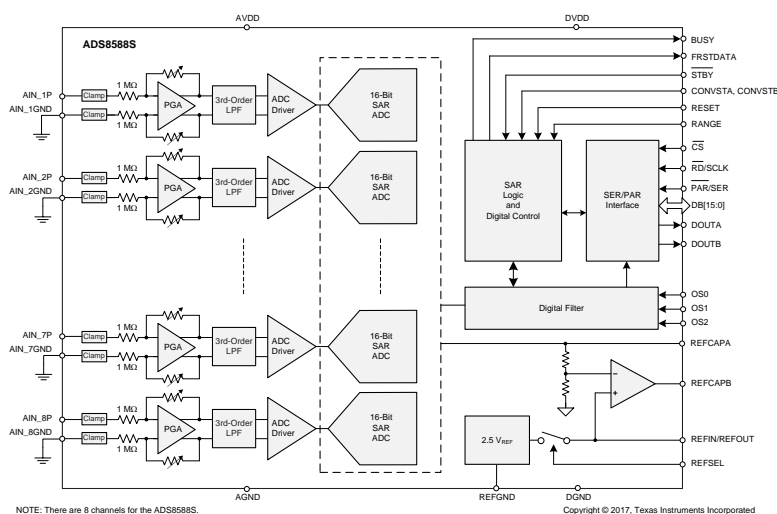 AVDD
DVDD
ADS8588S
BUSY
FRSTDATA
STBY
CONVSTA, CONVSTB
RESET
RANGE
CS
RD/SCLK
PAR/SER
DB[15:0]
DOUTA
DOUTB
OS0
OS1
OS2
REFCAPA
REFCAPB
REFIN/REFOUT
REFSEL
AIN_1P
AIN_1GND
Clamp
Clamp
1 MΩ
1 MΩ
PGA
3rd-Order
LPF
ADC
Driver
16-Bit
SAR
ADC
AIN_2P
AIN_2GND
Clamp
Clamp
1 MΩ
1 MΩ
PGA
3rd-Order
LPF
ADC
Driver
16-Bit
SAR
ADC
AIN_7P
AIN_7GND
Clamp
Clamp
1 MΩ
1 MΩ
PGA
3rd-Order
LPF
ADC
Driver
16-Bit
SAR
ADC
AIN_8P
AIN_8GND
Clamp
Clamp
1 MΩ
1 MΩ
PGA
3rd-Order
LPF
ADC
Driver
16-Bit
SAR
ADC
SAR
Logic
and
Digital Control
SER/PAR
Interface
Digital Filter
2.5 VREF
AGND
REFGND
DGND
NOTE: There are 8 channels for the ADS8588S.
Copyright © 2017, Texas Instruments Incorporated